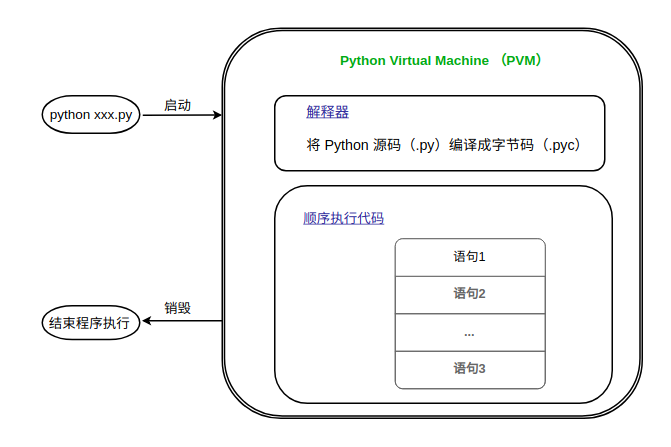 Python Virtual Machine （PVM）
python xxx.py
启动
解释器
将 Python 源码（.py）编译成字节码（.pyc）
顺序执行代码
语句1
语句2
...
语句3
销毁
结束程序执行